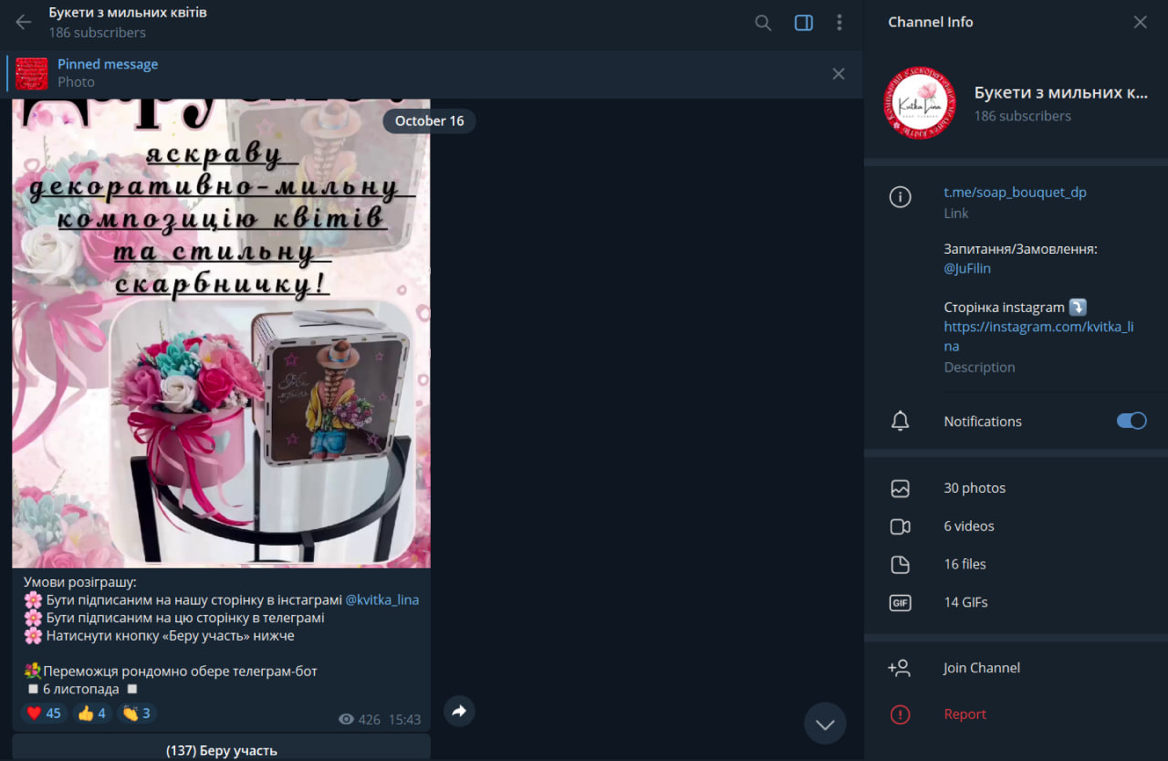 Букети з мильних квітів
186 subscribers
Pinned message
Photo
October 16
яскраву
декоративно-мильну
композицію квітів
та стильну
скарбничку!
Умови розіграшу:
Бути підписаним на нашу сторінку в інстаграмі @kvitka_lina
Бути підписаним на цю сторінку в телеграмі
Натиснути кнопку «Беру участь» нижче
Переможця рондомно обере телеграм-бот
6 листопада
45 4 3
426 15:43
(137) Беру участь
Channel Info
Букети з мильних к...
186 subscribers
t.me/soap_bouquet_dp
Link
Запитання/Замовлення:
@JuFilin
Сторінка instagram
https://instagram.com/kvitka_li
na
Description
Notifications
30 photos
6 videos
16 files
GIF 14 GIFs
Join Channel
Report